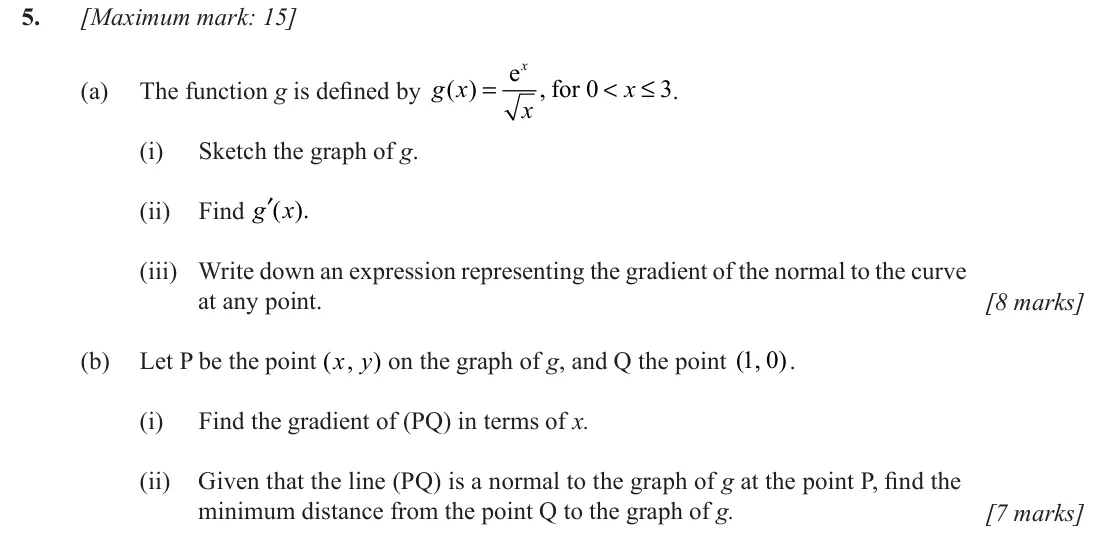 5. [Maximum mark: 15]
(a) The function g is defined by g(x) = eˣ/√x, for 0 < x ≤ 3.
(i) Sketch the graph of g.
(ii) Find g′(x).
(iii) Write down an expression representing the gradient of the normal to the curve
at any point. [8 marks]
(b) Let P be the point (x, y) on the graph of g, and Q the point (1, 0).
(i) Find the gradient of (PQ) in terms of x.
(ii) Given that the line (PQ) is a normal to the graph of g at the point P, find the
minimum distance from the point Q to the graph of g. [7 marks]